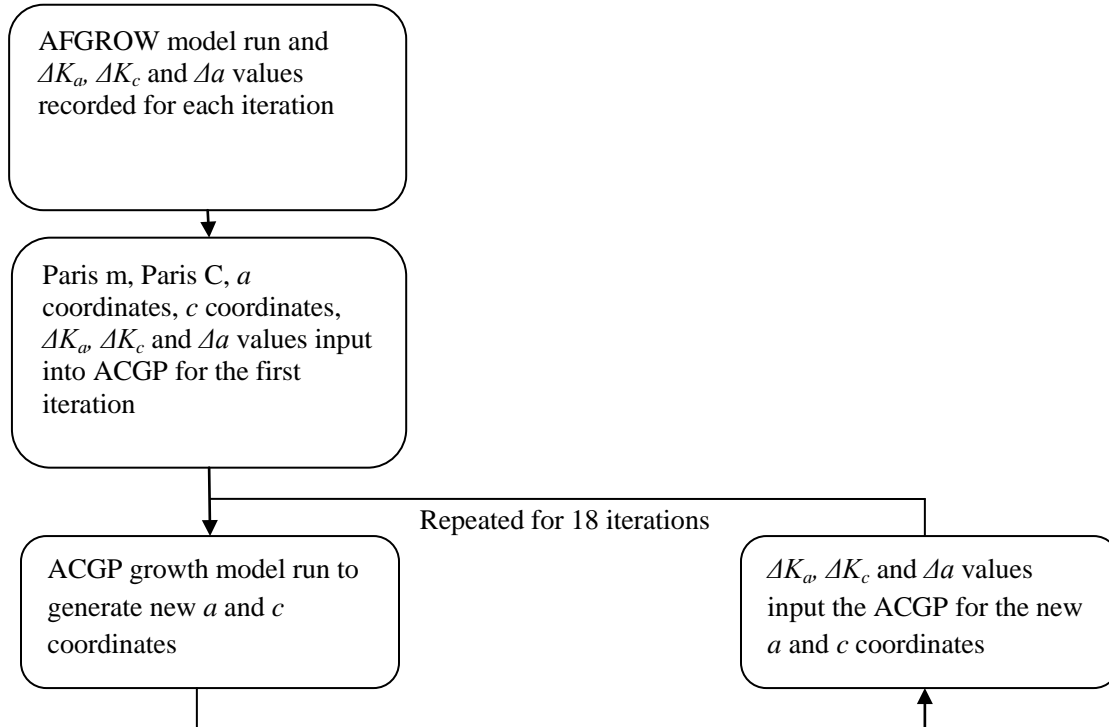 AFGROW model run and
ΔKa, ΔKc and Δa values
recorded for each iteration
Paris m, Paris C, a
coordinates, c coordinates,
ΔKa, ΔKc and Δa values input
into ACGP for the first
iteration
Repeated for 18 iterations
ACGP growth model run to
generate new a and c
coordinates
ΔKa, ΔKc and Δa values
input the ACGP for the new
a and c coordinates